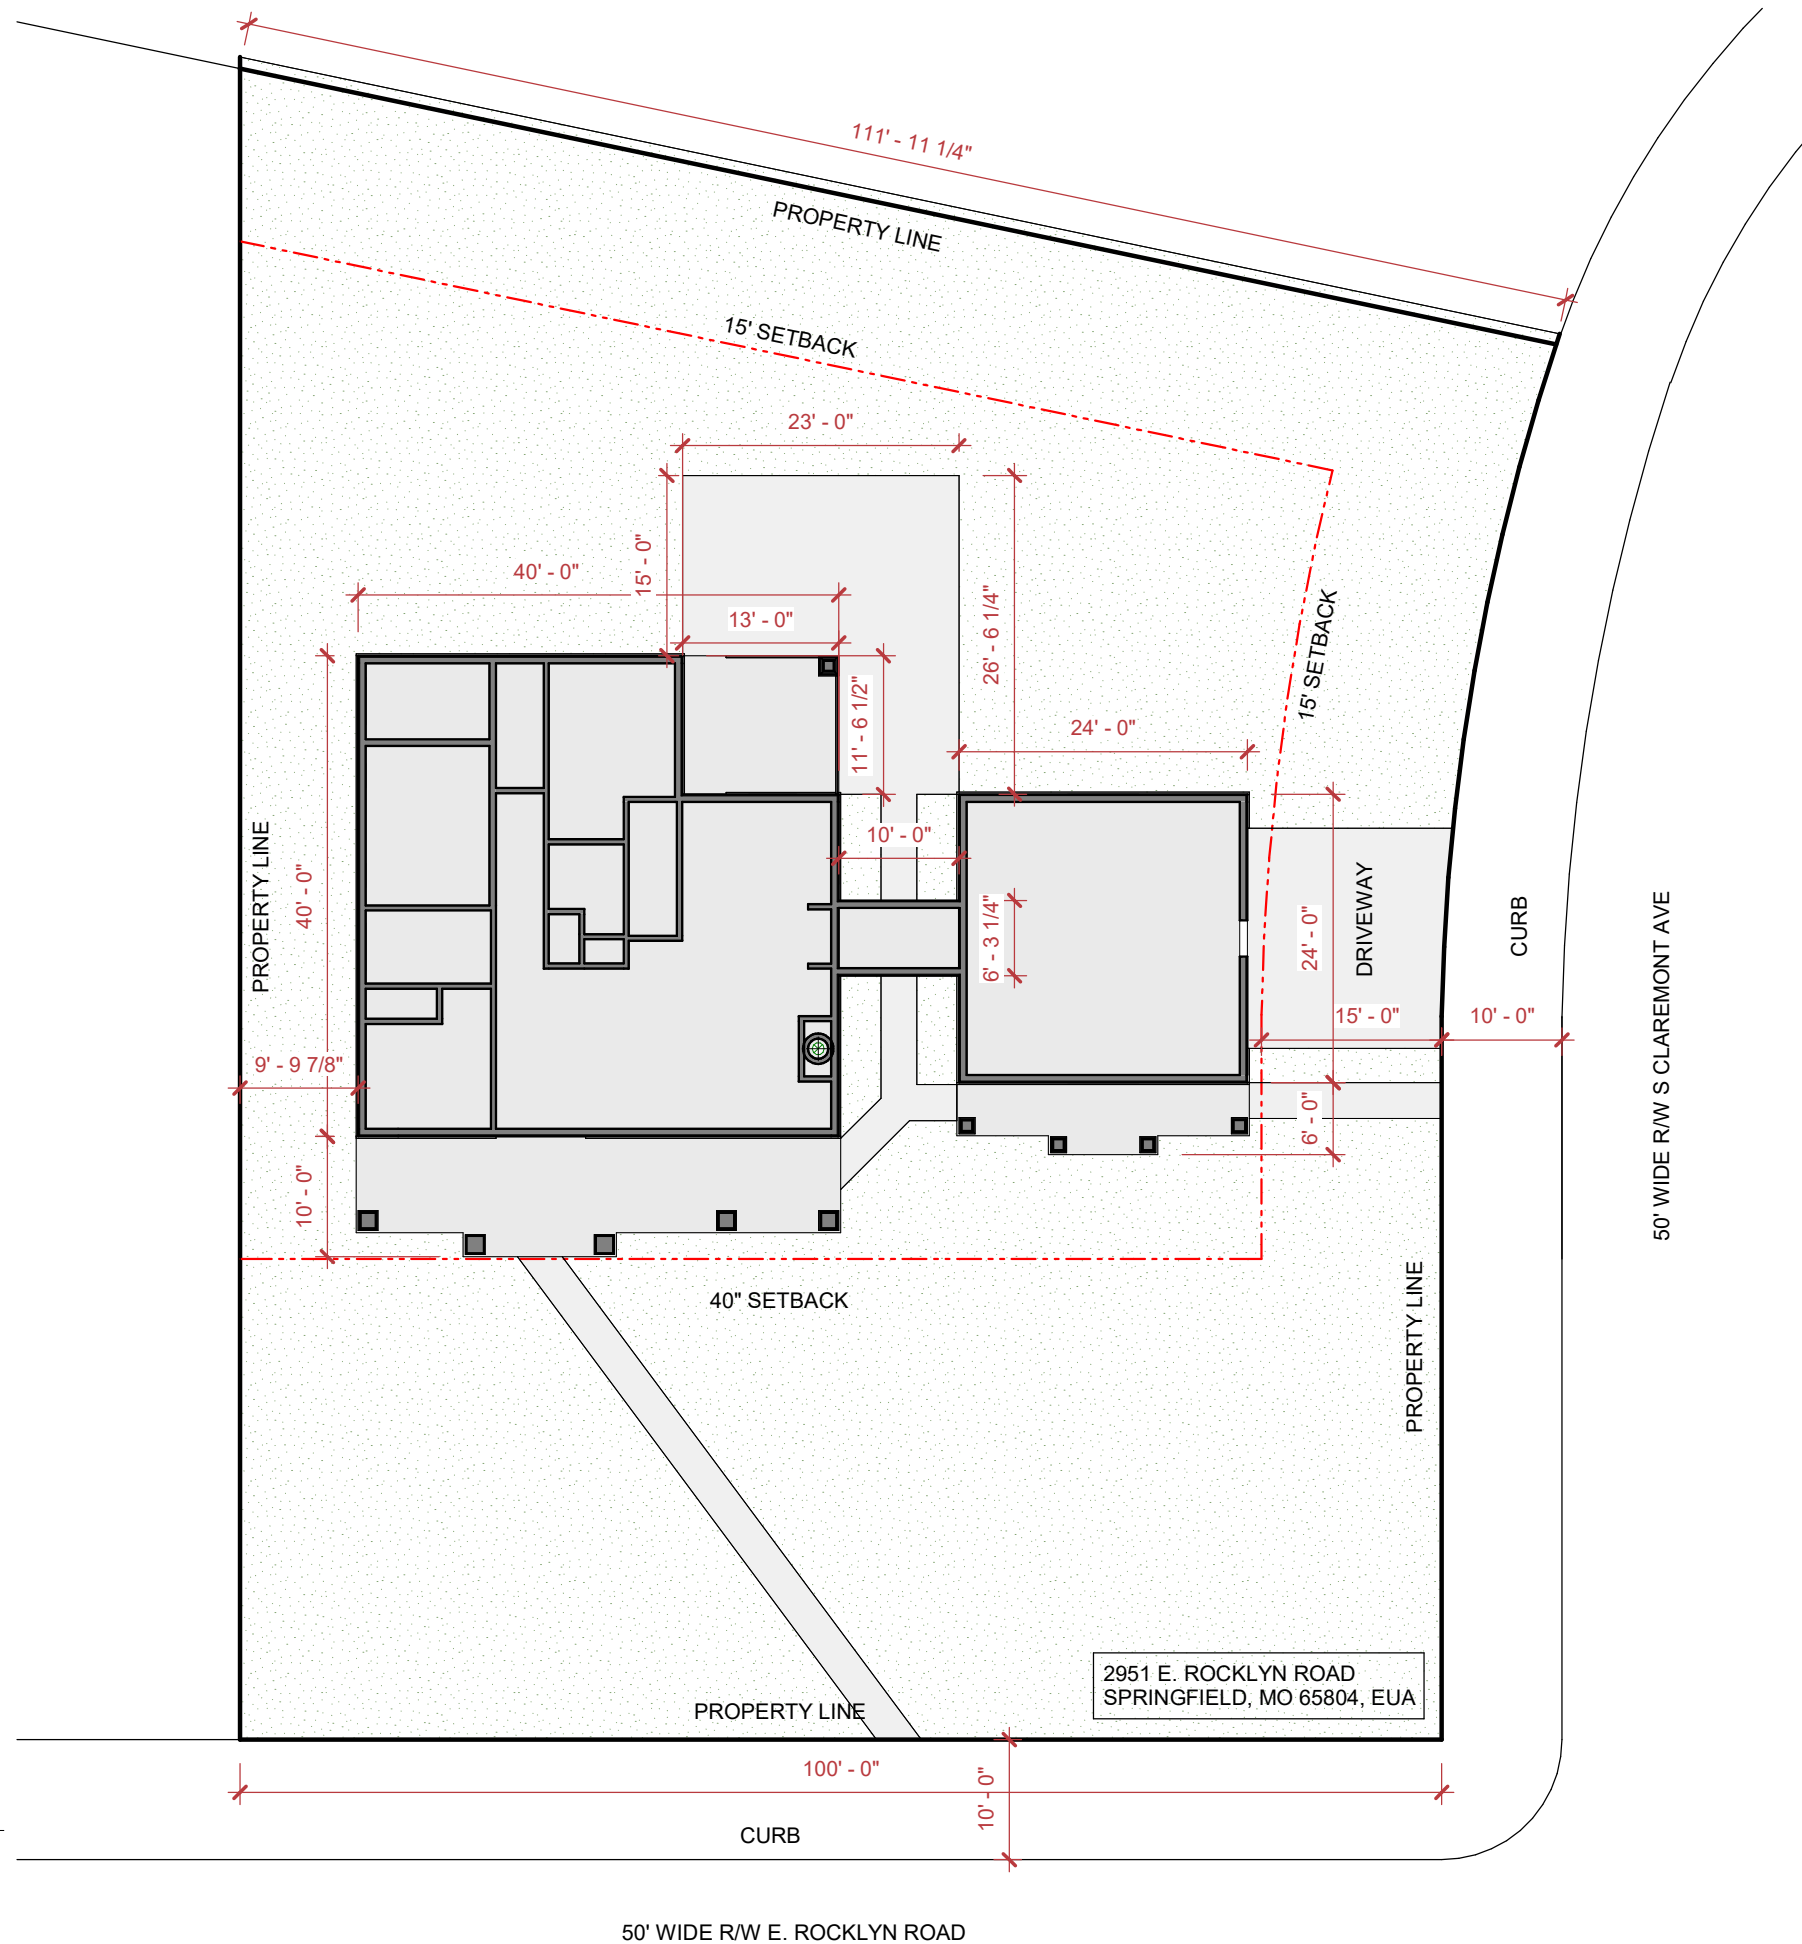 111' - 11 1/4"
PROPERTY LINE
15' SETBACK
23' - 0"
15' - 0"
40' - 0"
13' - 0"
26' - 6 1/4"
15' SETBACK
11' - 6 1/2"
24' - 0"
10' - 0"
PROPERTY LINE
40' - 0"
6' - 3 1/4"
24' - 0"
DRIVEWAY
CURB
50' WIDE R/W S CLAREMONT AVE
15' - 0"
10' - 0"
9' - 9 7/8"
6' - 0"
10' - 0"
40" SETBACK
PROPERTY LINE
2951 E. ROCKLYN ROAD
SPRINGFIELD, MO 65804, EUA
PROPERTY LINE
100' - 0"
10' - 0"
CURB
50' WIDE R/W E. ROCKLYN ROAD